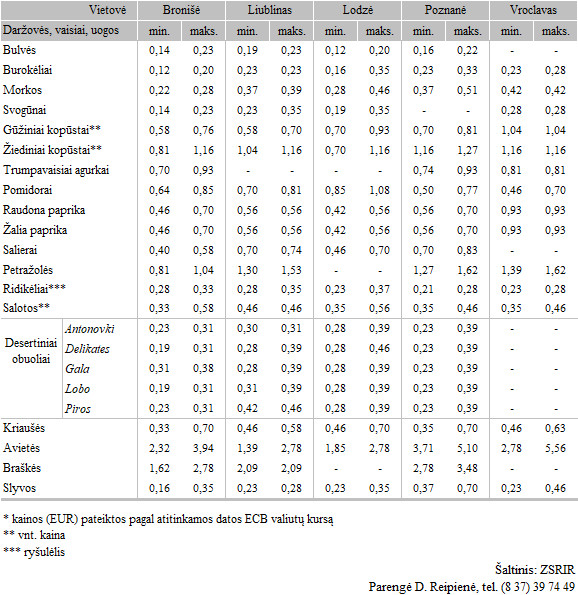 Vietovė Bronišė Liublinas Lodzė Poznanė Vroclavas
Daržovės, vaisiai, uogos min. maks. min. maks. min. maks. min. maks. min. maks.
Bulvės 0,14 0,23 0,19 0,23 0,12 0,20 0,16 0,22 - -
Burokėliai 0,12 0,20 0,23 0,23 0,16 0,35 0,23 0,33 0,23 0,28
Morkos 0,22 0,28 0,37 0,39 0,28 0,46 0,37 0,51 0,42 0,42
Svogūnai 0,14 0,23 0,23 0,35 0,19 0,35 - - 0,28 0,28
Gūžiniai kopūstai** 0,58 0,76 0,58 0,70 0,70 0,93 0,70 0,81 1,04 1,04
Žiediniai kopūstai** 0,81 1,16 1,04 1,16 0,70 1,16 1,16 1,27 1,16 1,16
Trumpavaisiai agurkai 0,70 0,93 - - - - 0,74 0,93 0,81 0,81
Pomidorai 0,64 0,85 0,70 0,81 0,85 1,08 0,50 0,77 0,46 0,70
Raudona paprika 0,46 0,70 0,56 0,56 0,42 0,56 0,56 0,70 0,93 0,93
Žalia paprika 0,46 0,70 0,56 0,56 0,42 0,56 0,56 0,70 0,93 0,93
Salierai 0,40 0,58 0,70 0,74 0,46 0,70 0,70 0,83 - -
Petražolės 0,81 1,04 1,30 1,53 - - 1,27 1,62 1,39 1,62
Ridikėliai*** 0,28 0,33 0,28 0,35 0,23 0,37 0,21 0,28 0,23 0,28
Salotos** 0,33 0,58 0,46 0,46 0,35 0,56 0,35 0,46 0,35 0,46
Desertiniai obuoliai
Antonovki 0,23 0,31 0,30 0,31 0,28 0,39 0,23 0,39 - -
Delikates 0,19 0,31 0,28 0,39 0,28 0,46 0,23 0,39 - -
Gala 0,31 0,38 0,28 0,39 0,28 0,39 0,23 0,39 - -
Lobo 0,19 0,31 0,31 0,39 0,28 0,39 0,23 0,39 - -
Piros 0,23 0,31 0,42 0,46 0,28 0,39 0,23 0,39 - -
Kriaušės 0,33 0,70 0,46 0,58 0,46 0,70 0,35 0,70 0,46 0,63
Avietės 2,32 3,94 1,39 2,78 1,85 2,78 3,71 5,10 2,78 5,56
Braškės 1,62 2,78 2,09 2,09 - - 2,78 3,48 - -
Slyvos 0,16 0,35 0,23 0,28 0,23 0,35 0,37 0,70 0,23 0,46
* kainos (EUR) pateiktos pagal atitinkamos datos ECB valiutų kursą
** vnt. kaina
*** ryšulėlis
Šaltinis: ZSRIR
Parengė D. Reipienė, tel. (8 37) 39 74 49